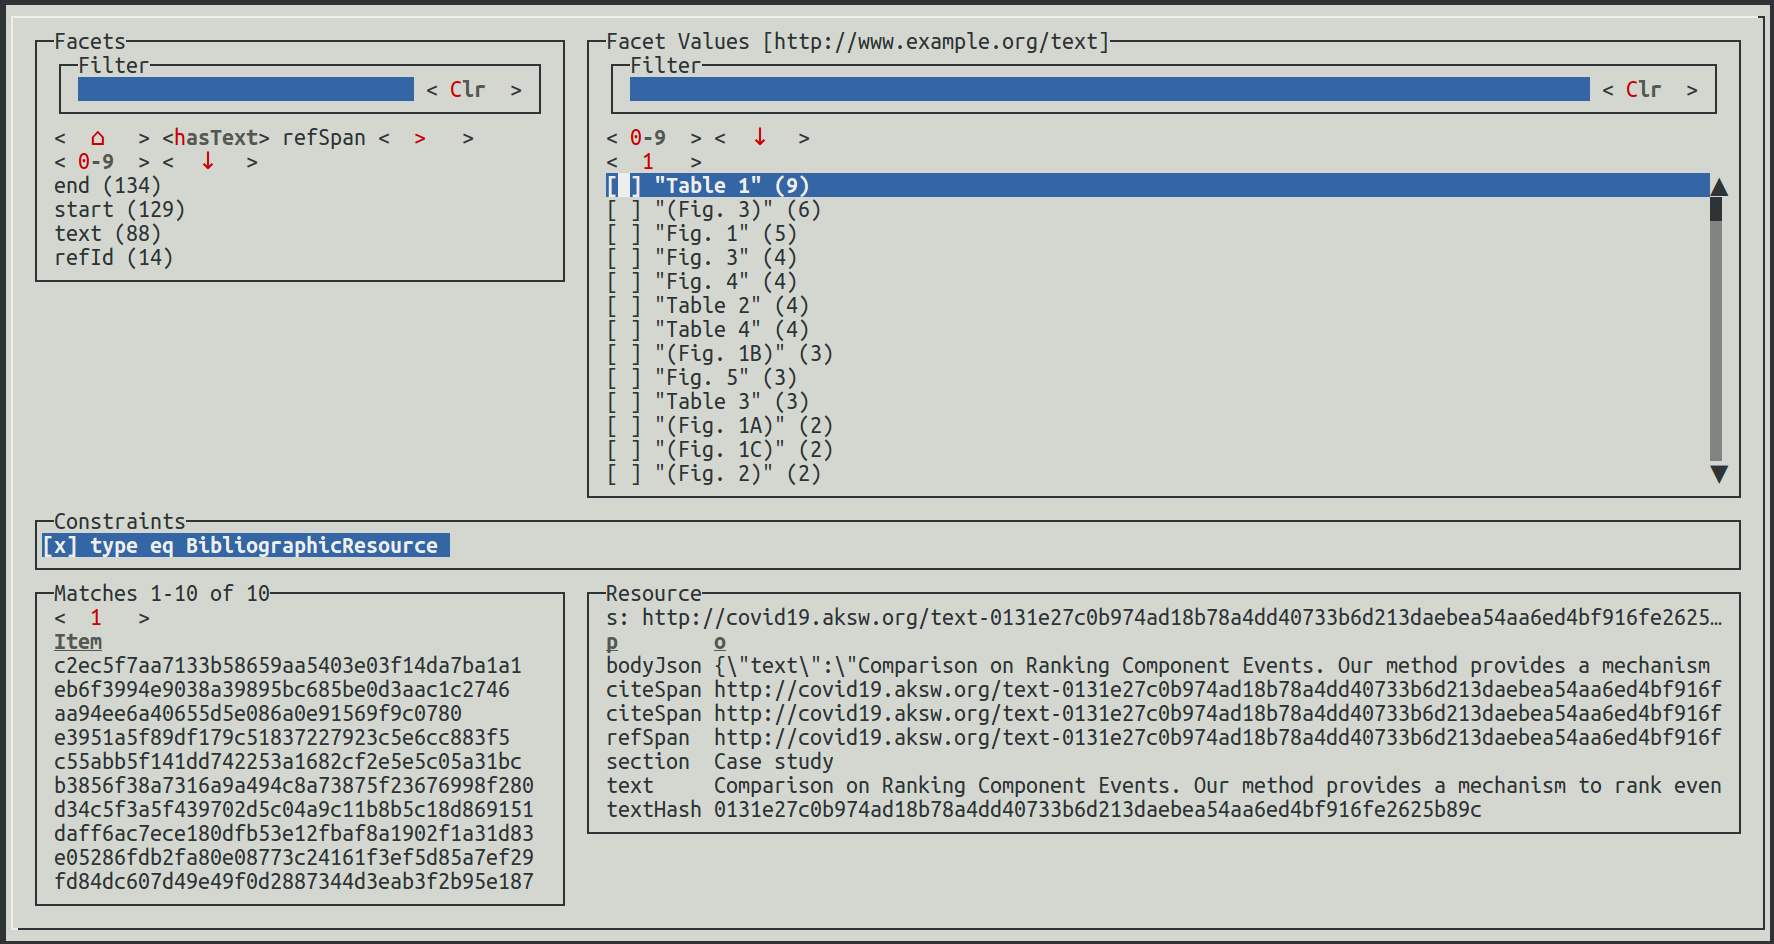 Facets
Filter
< Clr >
< ⌂ > <hasText> refSpan < > >
< 0-9 > < ↓ >
end (134)
start (129)
text (88)
refId (14)
Facet Values [http://www.example.org/text]
Filter
< Clr >
< 0-9 > < ↓ >
< 1 >
[ ] "Table 1" (9)
[ ] "(Fig. 3)" (6)
[ ] "Fig. 1" (5)
[ ] "Fig. 3" (4)
[ ] "Fig. 4" (4)
[ ] "Table 2" (4)
[ ] "Table 4" (4)
[ ] "(Fig. 1B)" (3)
[ ] "Fig. 5" (3)
[ ] "Table 3" (3)
[ ] "(Fig. 1A)" (2)
[ ] "(Fig. 1C)" (2)
[ ] "(Fig. 2)" (2)
Constraints
[x] type eq BibliographicResource
Matches 1-10 of 10
< 1 >
Item
c2ec5f7aa7133b58659aa5403e03f14da7ba1a1
eb6f3994e9038a39895bc685be0d3aac1c2746
aa94ee6a40655d5e086a0e91569f9c0780
e3951a5f89df179c51837227923c5e6cc883f5
c55abb5f141dd742253a1682cf2e5e5c05a31bc
b3856f38a7316a9a494c8a73875f23676998f280
d34c5f3a5f439702d5c04a9c11b8b5c18d869151
daff6ac7ece180dfb53e12fbaf8a1902f1a31d83
e05286fdb2fa80e08773c24161f3ef5d85a7ef29
fd84dc607d49e49f0d2887344d3eab3f2b95e187
Resource
s: http://covid19.aksw.org/text-0131e27c0b974ad18b78a4dd40733b6d213daebea54aa6ed4bf916fe2625…
p o
bodyJson {\"text\":\"Comparison on Ranking Component Events. Our method provides a mechanism
citeSpan http://covid19.aksw.org/text-0131e27c0b974ad18b78a4dd40733b6d213daebea54aa6ed4bf916f
citeSpan http://covid19.aksw.org/text-0131e27c0b974ad18b78a4dd40733b6d213daebea54aa6ed4bf916f
refSpan http://covid19.aksw.org/text-0131e27c0b974ad18b78a4dd40733b6d213daebea54aa6ed4bf916f
section Case study
text Comparison on Ranking Component Events. Our method provides a mechanism to rank even
textHash 0131e27c0b974ad18b78a4dd40733b6d213daebea54aa6ed4bf916fe2625b89c